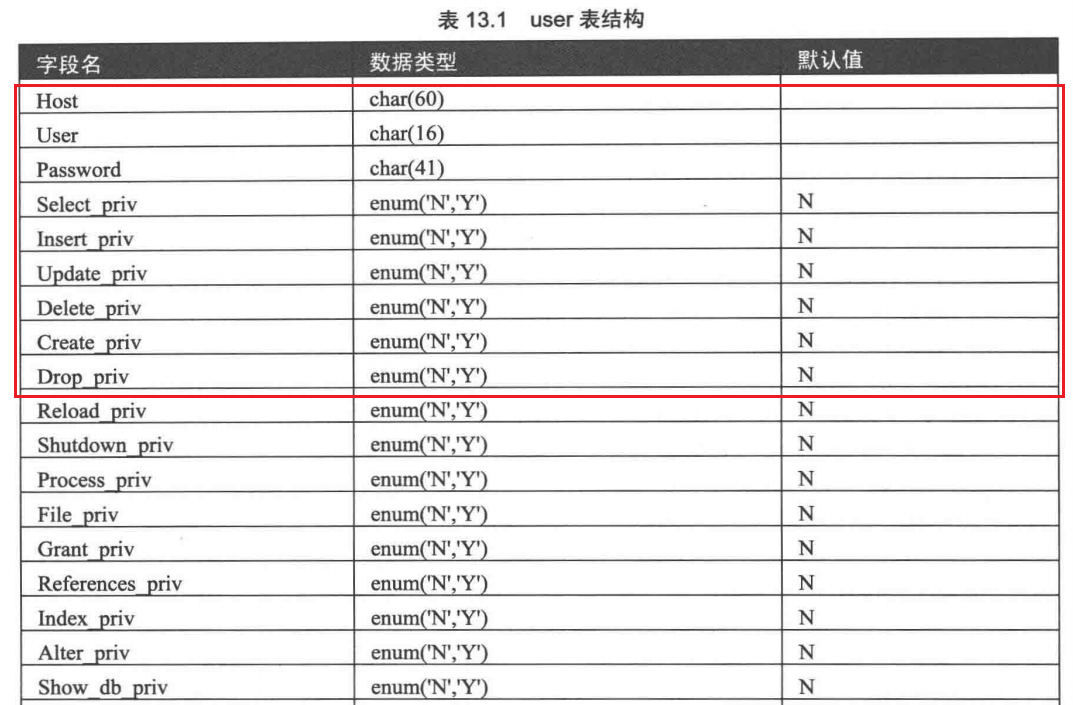 表 13.1 user 表结构
字段名 数据类型 默认值
Host char(60)
User char(16)
Password char(41)
Select_priv enum('N','Y') N
Insert_priv enum('N','Y') N
Update_priv enum('N','Y') N
Delete_priv enum('N','Y') N
Create_priv enum('N','Y') N
Drop_priv enum('N','Y') N
Reload_priv enum('N','Y') N
Shutdown_priv enum('N','Y') N
Process_priv enum('N','Y') N
File_priv enum('N','Y') N
Grant_priv enum('N','Y') N
References_priv enum('N','Y') N
Index_priv enum('N','Y') N
Alter_priv enum('N','Y') N
Show_db_priv enum('N','Y') N